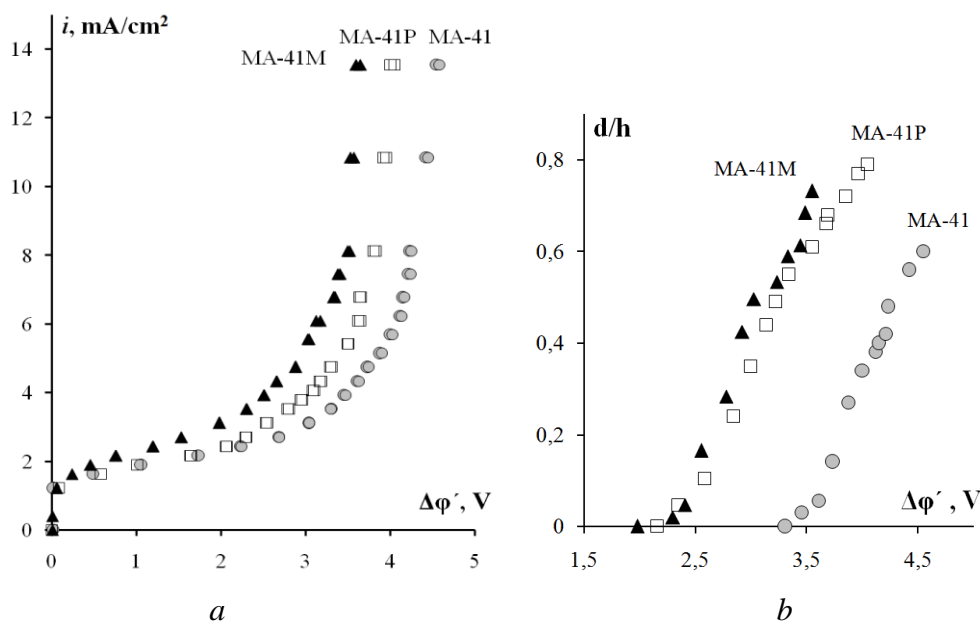 i, mA/cm²
MA-41P MA-41
MA-41M
14
12
10
8
6
4
2
0
0 1 2 3 4 5
Δφ´, V
a
d/h
MA-41P
MA-41M
MA-41
0,8
0,6
0,4
0,2
0
1,5 2,5 3,5 4,5
Δφ´, V
b